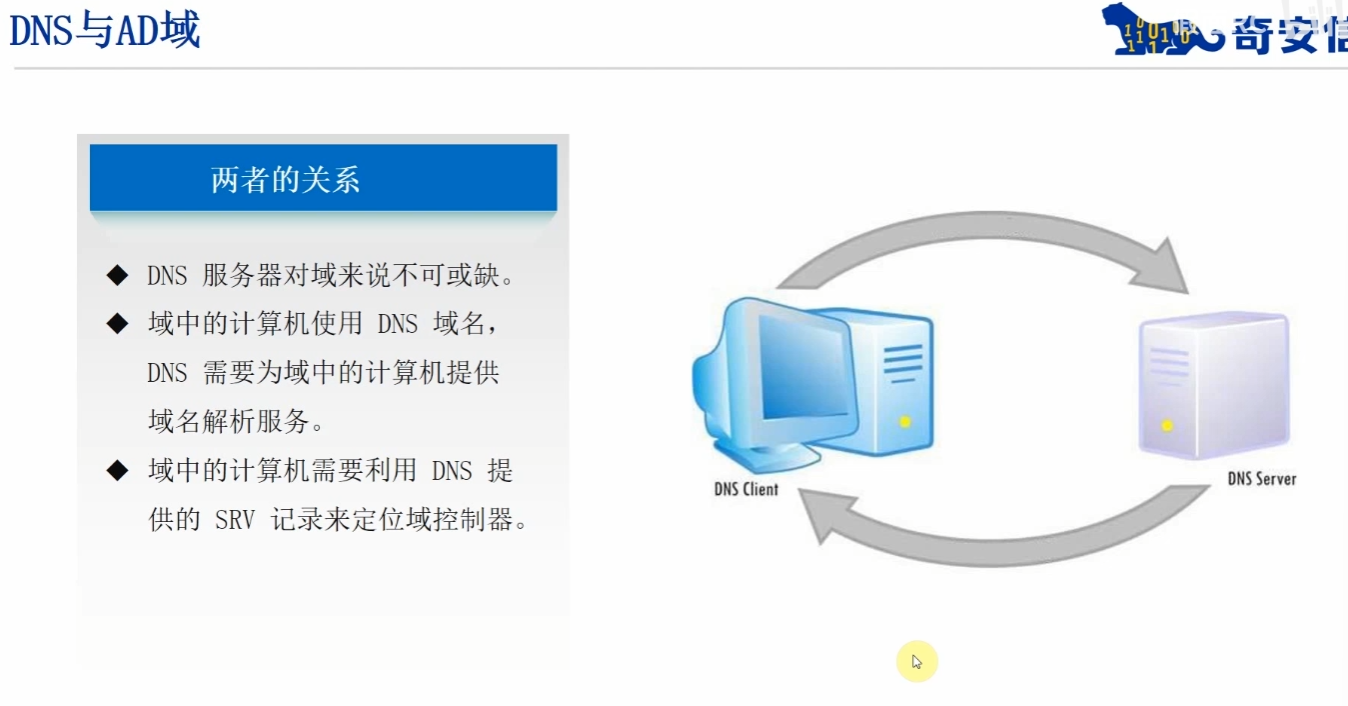 DNS与AD域
奇安信
两者的关系
◆ DNS 服务器对域来说不可或缺。
◆ 域中的计算机使用 DNS 域名，
DNS 需要为域中的计算机提供
域名解析服务。
◆ 域中的计算机需要利用 DNS 提
供的 SRV 记录来定位域控制器。
DNS Client
DNS Server